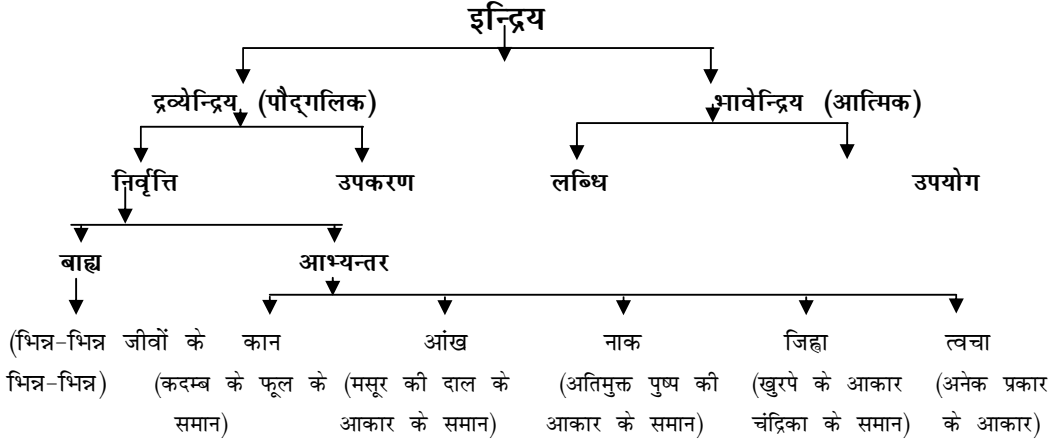 इन्द्रिय
द्रव्येन्द्रिय (पौद्गलिक) भावेन्द्रिय (आत्मिक)
निर्वृत्ति उपकरण लब्धि उपयोग
बाह्य आभ्यन्तर
(भिन्न-भिन्न जीवों के कान आंख नाक जिह्वा त्वचा
भिन्न-भिन्न) (कदम्ब के फूल के (मसूर की दाल के (अतिमुक्त पुष्प की (खुरपे के आकार (अनेक प्रकार
समान) आकार के समान) आकार के समान) चंद्रिका के समान) के आकार)